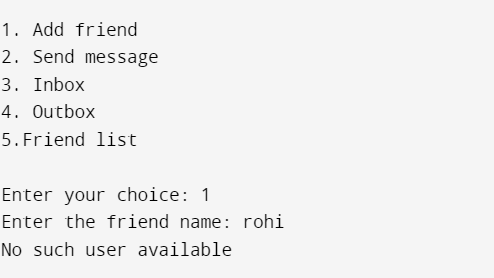 1. Add friend
2. Send message
3. Inbox
4. Outbox
5.Friend list
Enter your choice: 1
Enter the friend name: rohi
No such user available